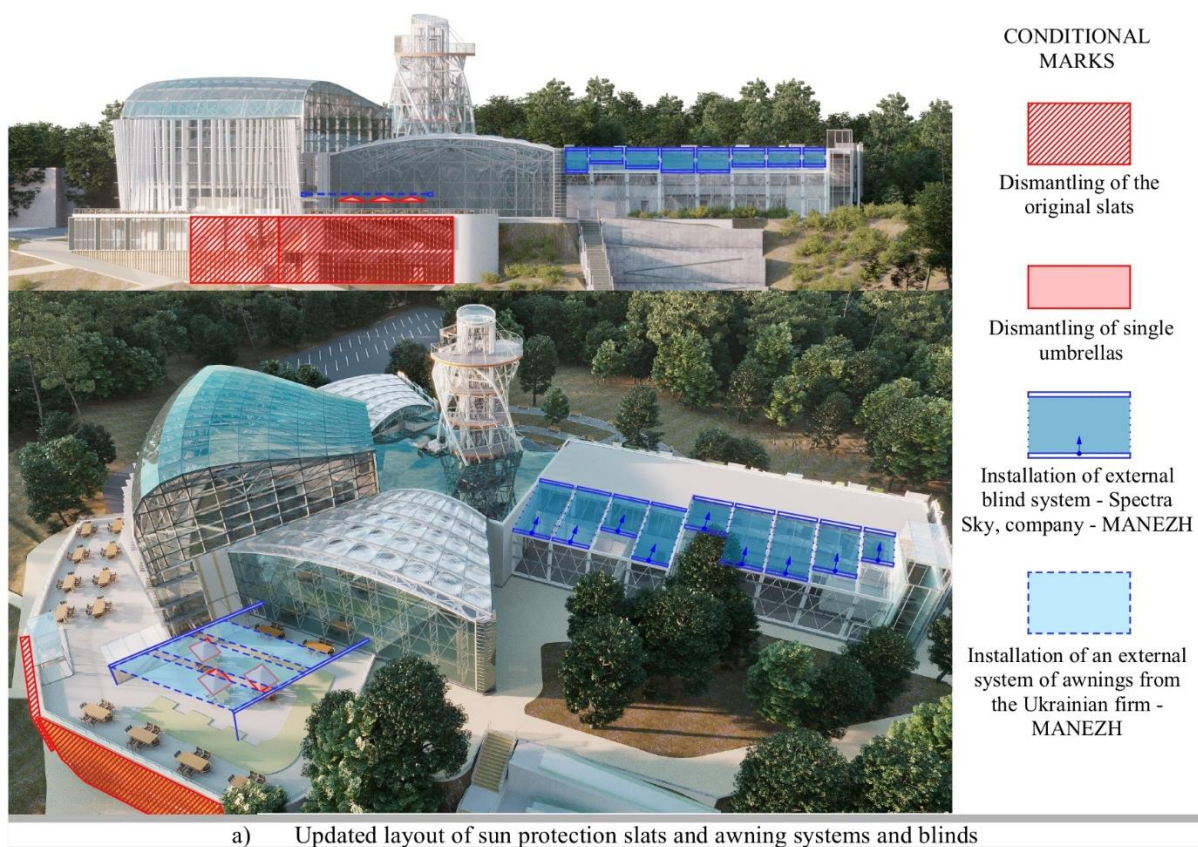 CONDITIONAL
MARKS
Dismantling of the
original slats
Dismantling of single
umbrellas
Installation of external
blind system - Spectra
Sky, company - MANEZH
Installation of an external
system of awnings from
the Ukrainian firm -
MANEZH
a) Updated layout of sun protection slats and awning systems and blinds